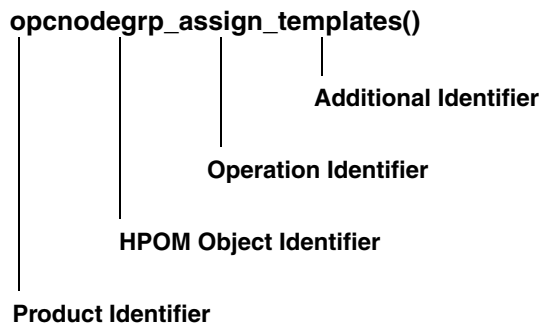 opcnodegrp_assign_templates()
Additional Identifier
Operation Identifier
HPOM Object Identifier
Product Identifier